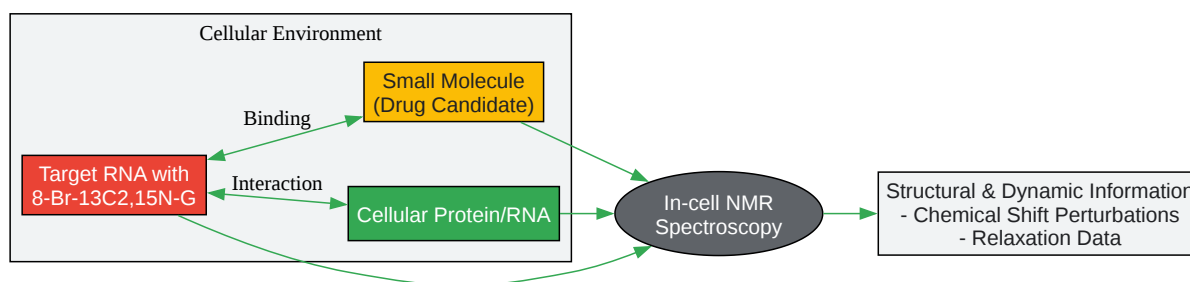 Cellular Environment
Small Molecule
(Drug Candidate)
Binding
Target RNA with
8-Br-13C2,15N-G
Interaction
Cellular Protein/RNA
In-cell NMR
Spectroscopy
Structural & Dynamic Information
- Chemical Shift Perturbations
- Relaxation Data